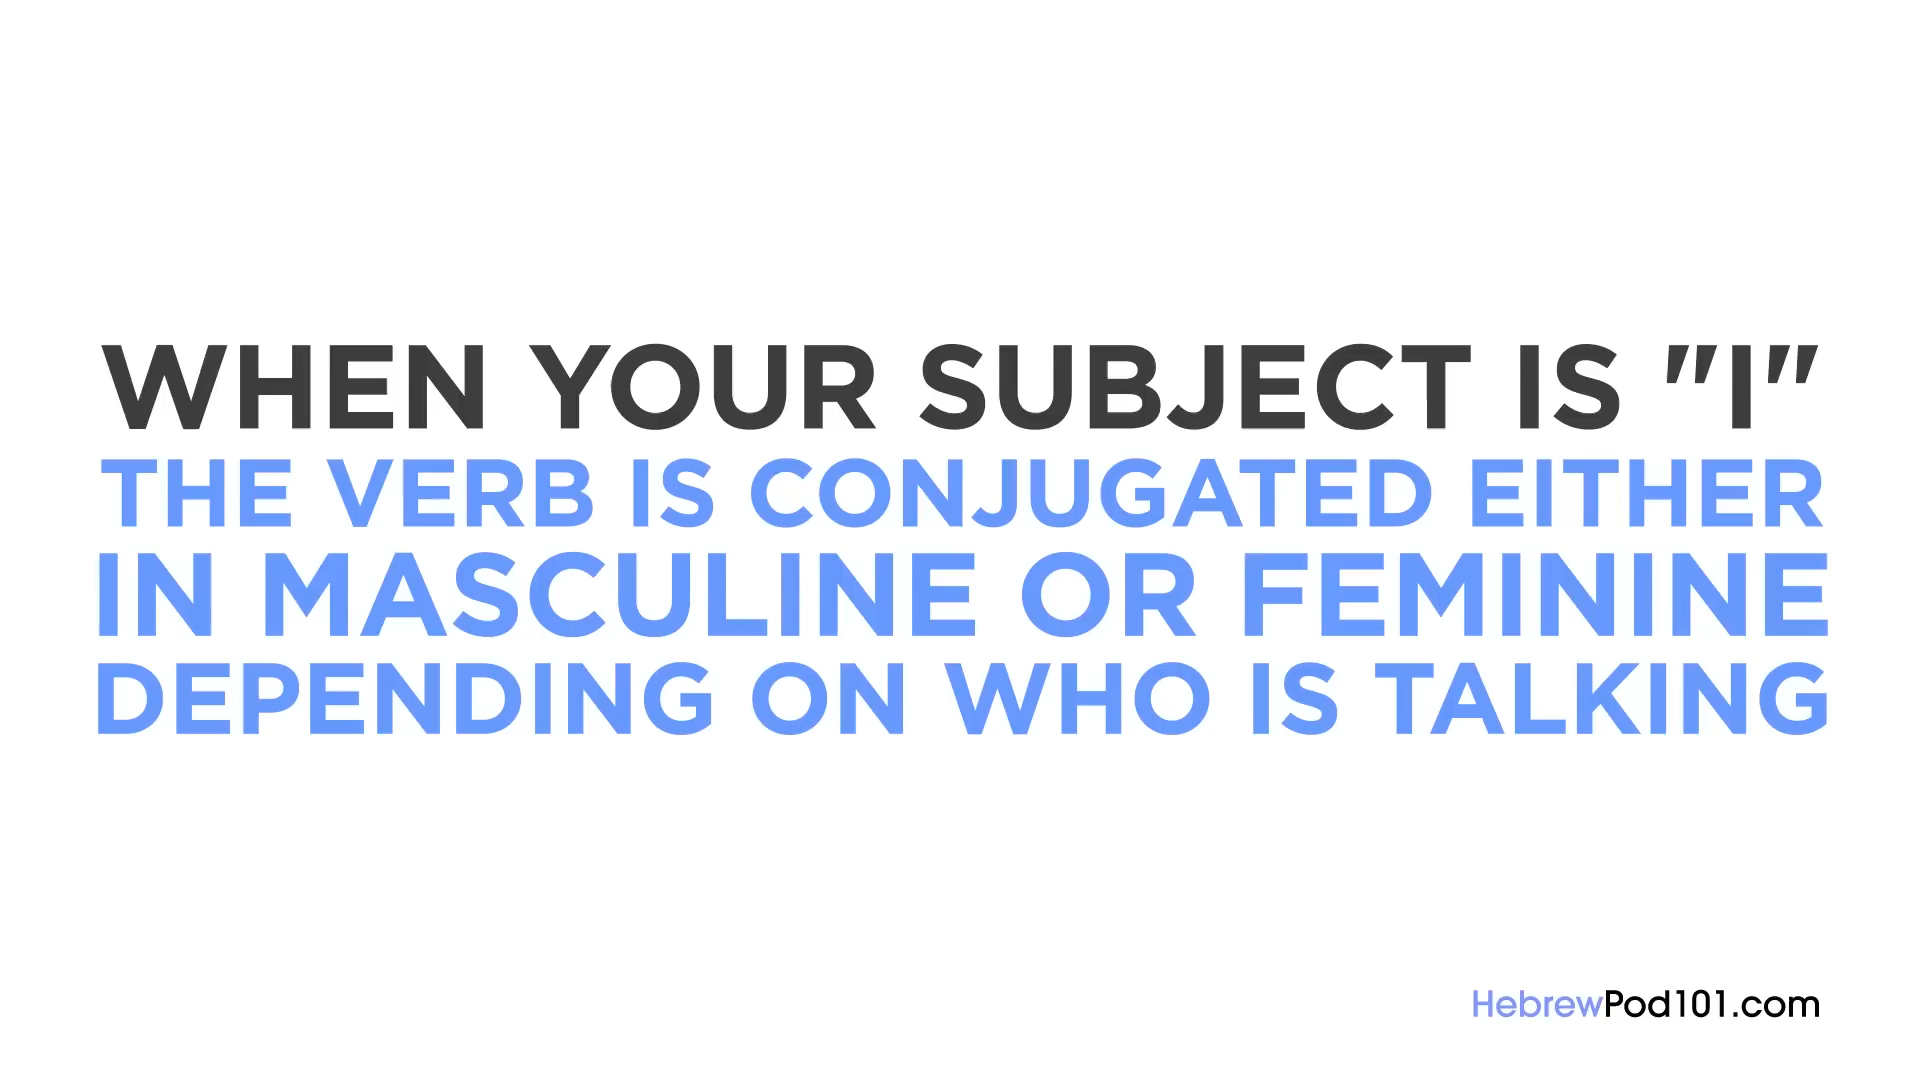 WHEN YOUR SUBJECT IS "I"
THE VERB IS CONJUGATED EITHER
IN MASCULINE OR FEMININE
DEPENDING ON WHO IS TALKING
HebrewPod101.com